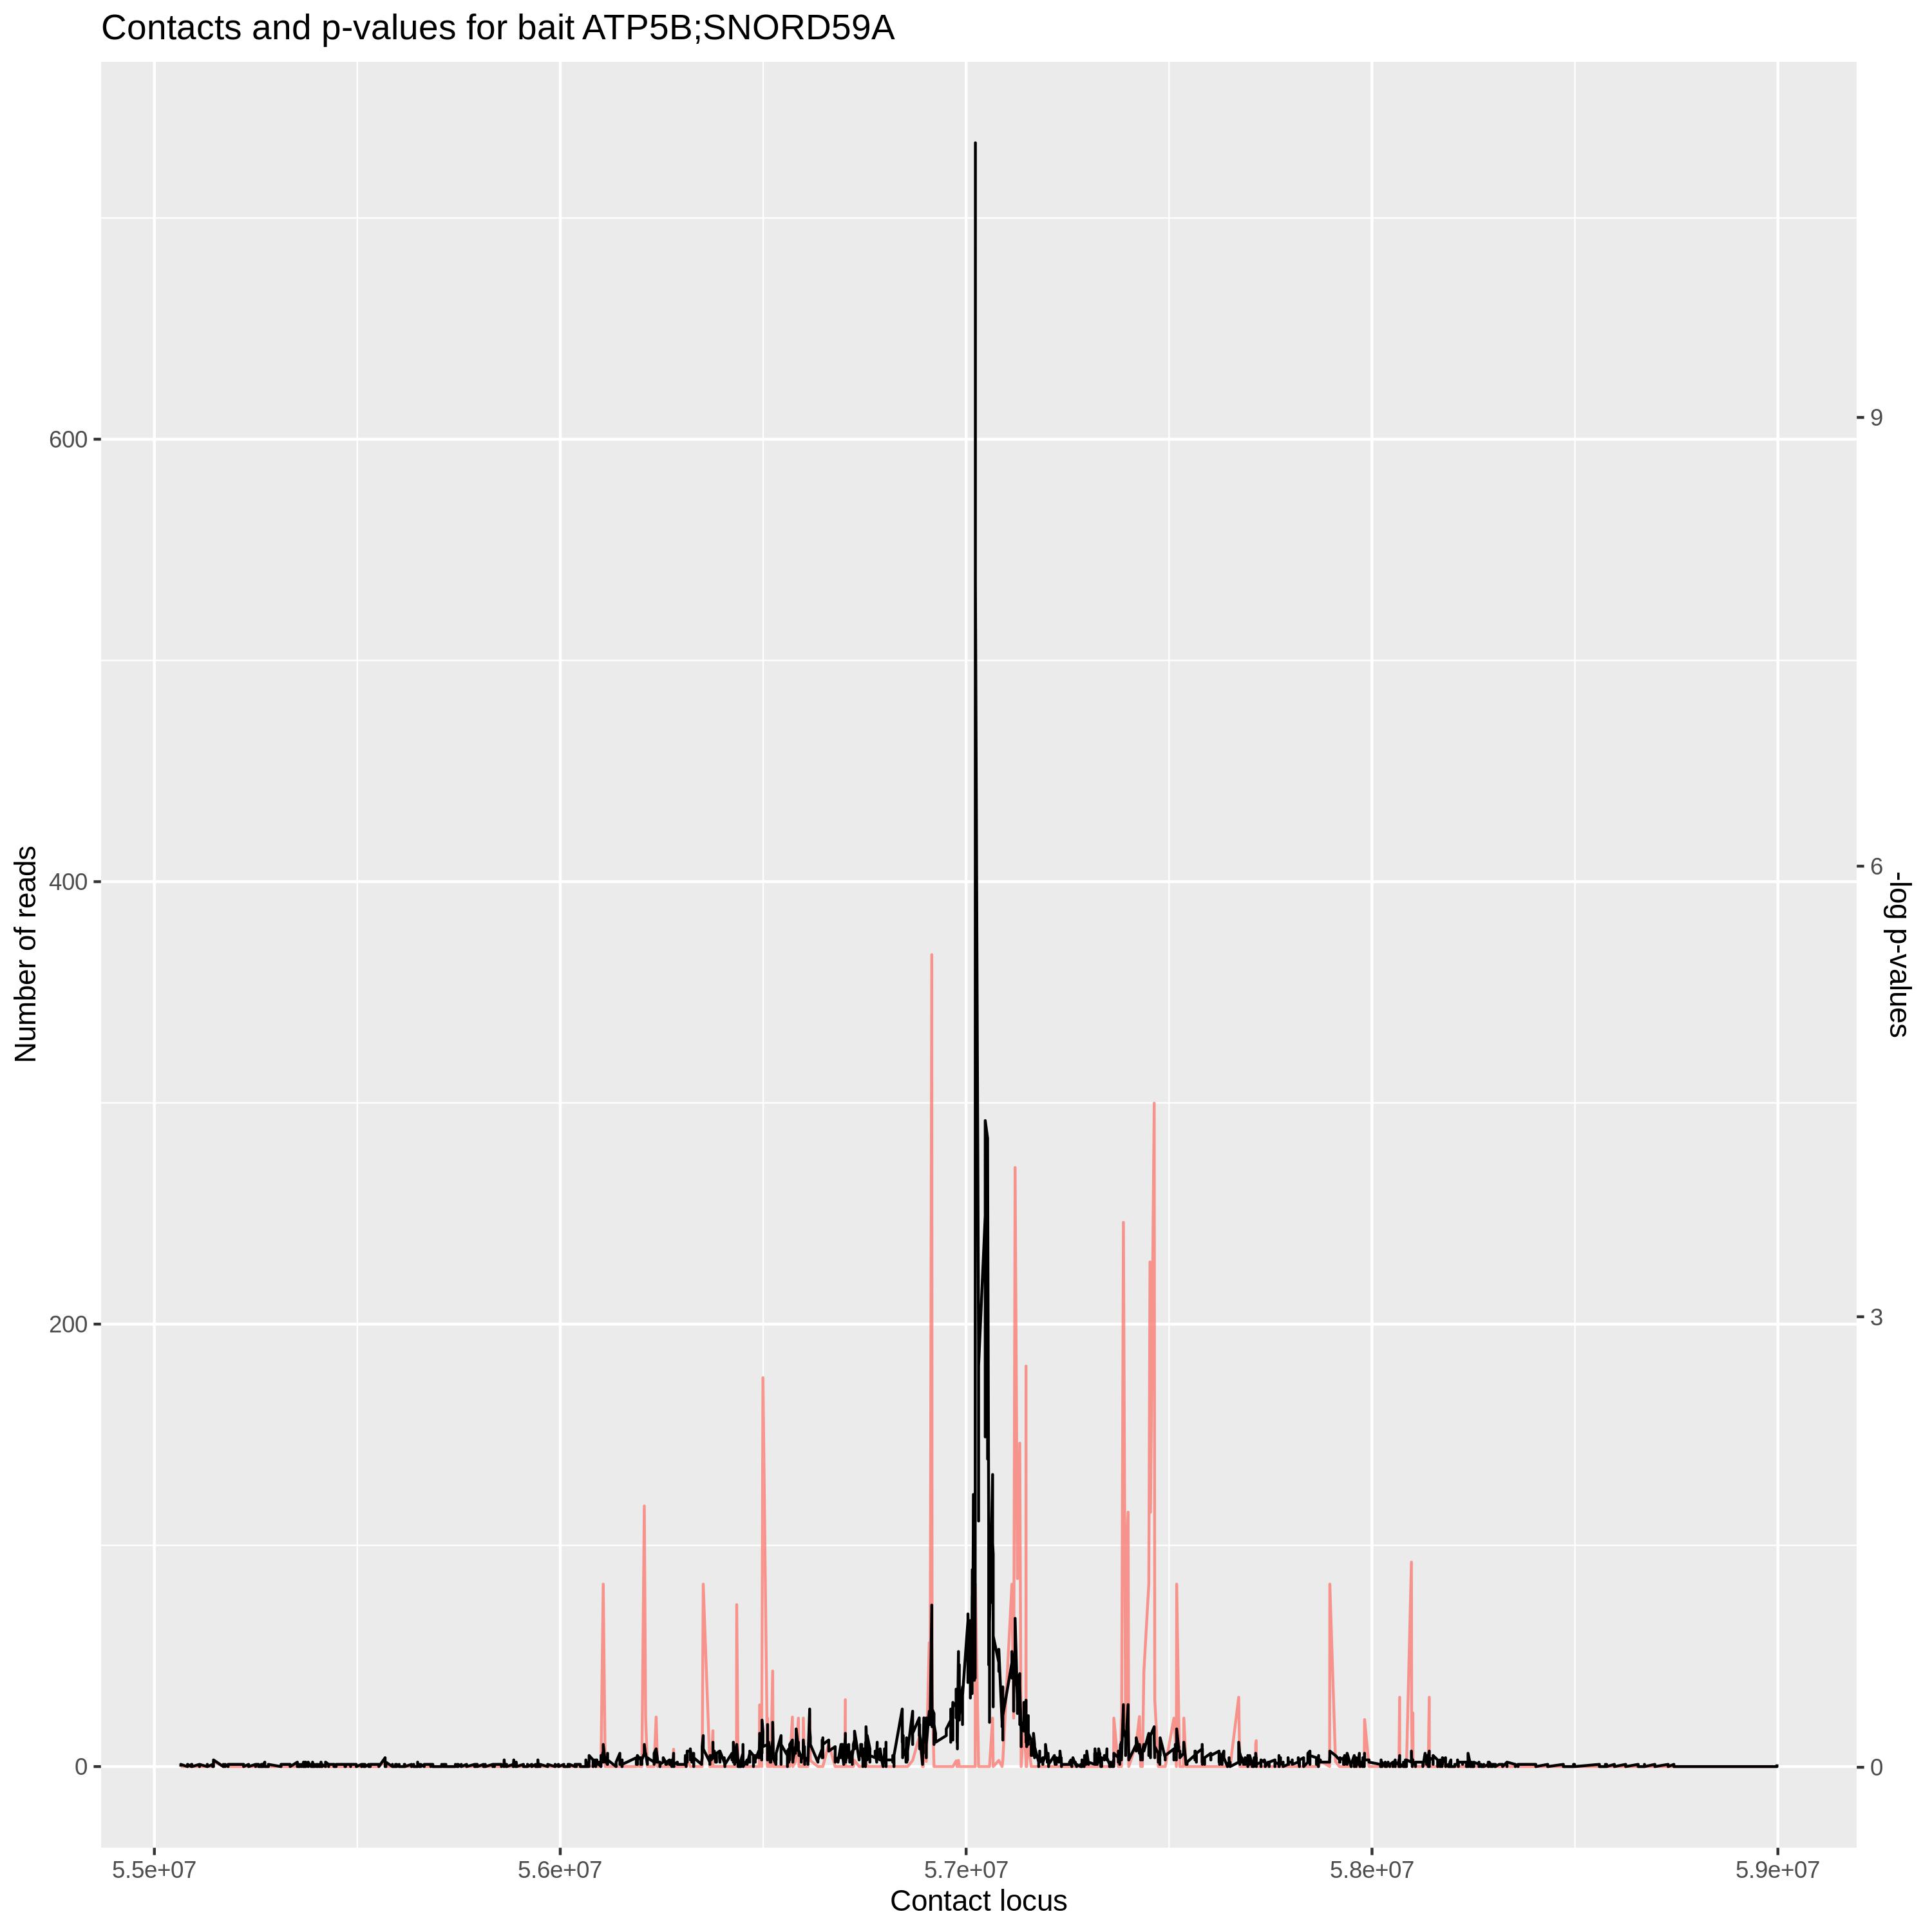 Contacts and p-values for bait ATP5B;SNORD59A
Number of reads
600
400
200
0
9
6
3
0
-log p-values
5.5e+07
5.6e+07
5.7e+07
5.8e+07
5.9e+07
Contact locus